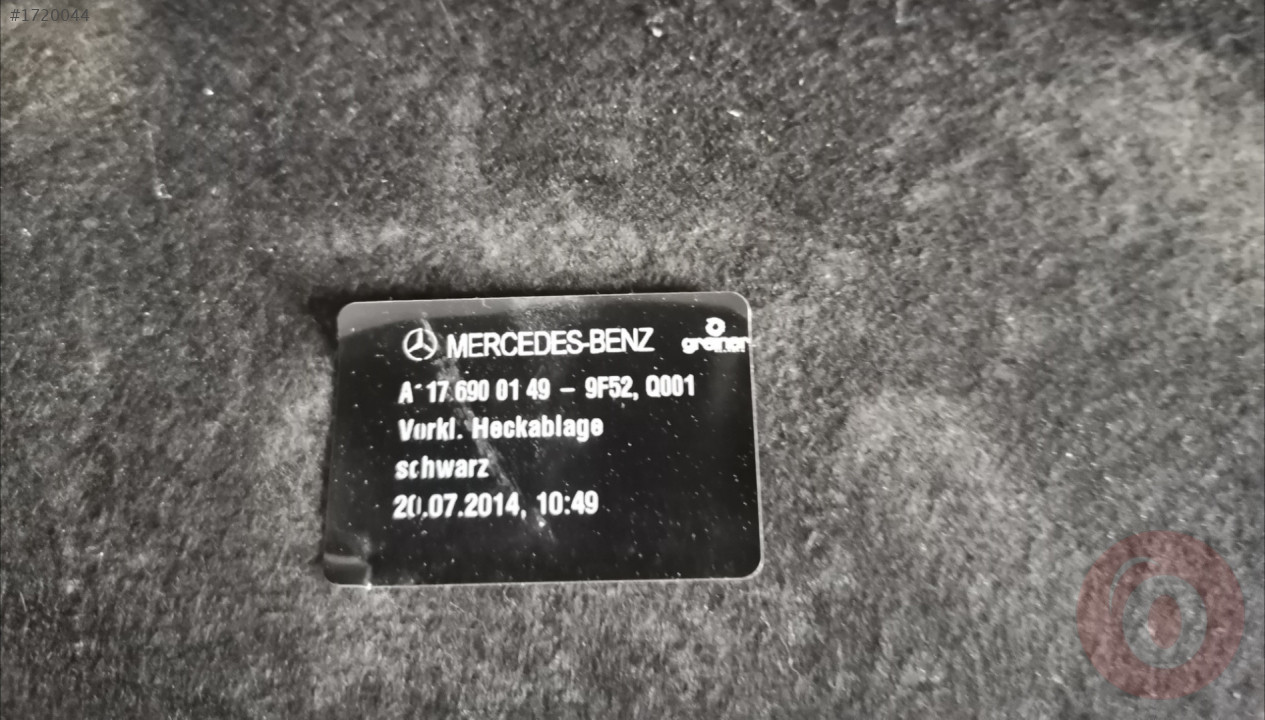 #1720044
MERCEDES-BENZ
greiner
17 690 01 49 – 9F52, Q001
Vorkl. Heckablage
schwarz
20.07.2014, 10:49